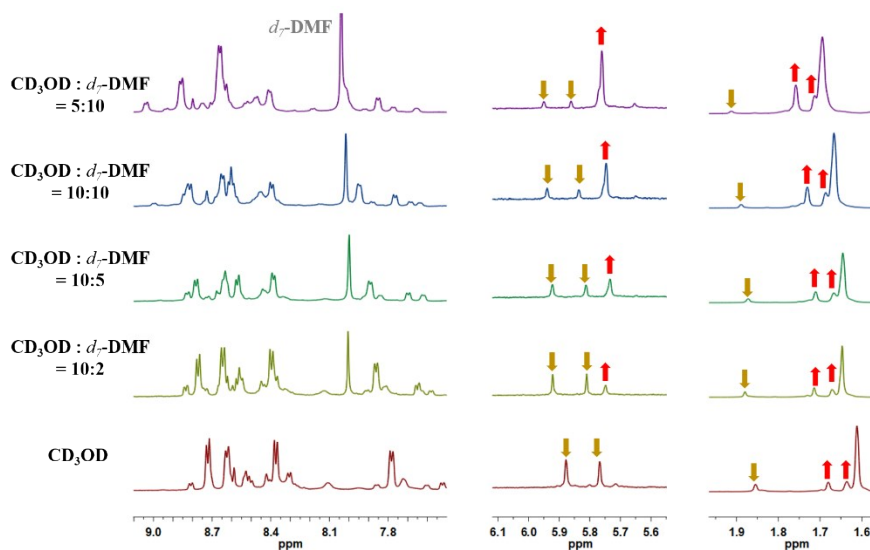 d7-DMF
CD3OD : d7-DMF
= 5:10
CD3OD : d7-DMF
= 10:10
CD3OD : d7-DMF
= 10:5
CD3OD : d7-DMF
= 10:2
CD3OD
9.0 8.7 8.4 8.1 7.8
ppm
6.1 6.0 5.9 5.8 5.7 5.6
ppm
1.9 1.8 1.7 1.6
ppm